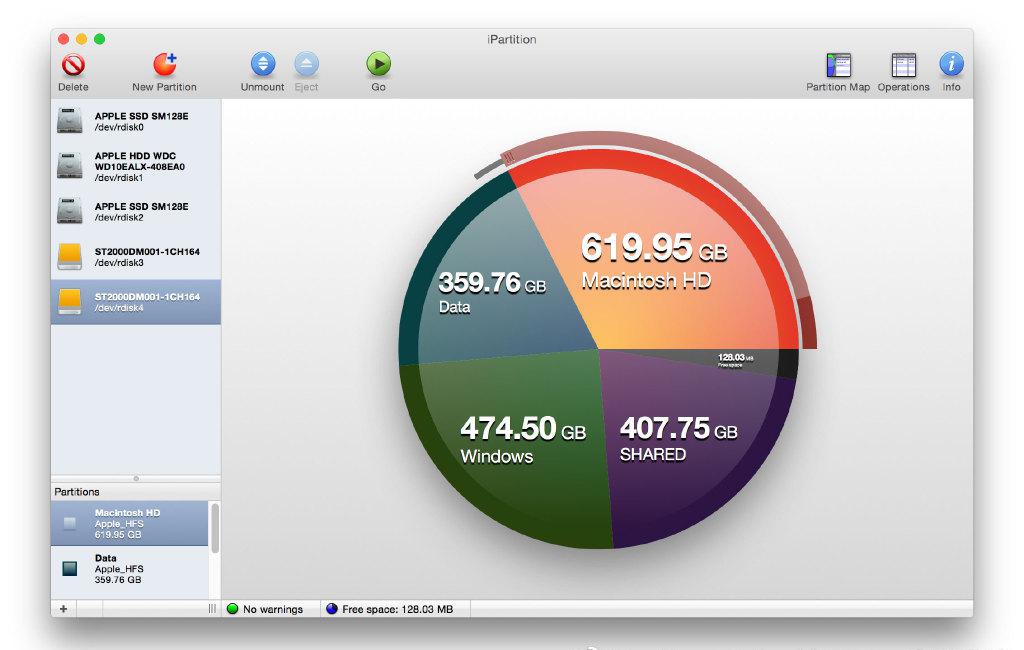 iPartition
Delete
New Partition
Unmount
Eject
Go
Partition Map
Operations
Info
APPLE SSD SM128E
/dev/rdisk0
APPLE HDD WDC
WD10EALX-408EA0
/dev/rdisk1
APPLE SSD SM128E
/dev/rdisk2
ST2000DM001-1CH164
/dev/rdisk3
ST2000DM001-1CH164
/dev/rdisk4
619.95 GB
Macintosh HD
359.76 GB
Data
128.03 MB
Free space
474.50 GB
Windows
407.75 GB
SHARED
Partitions
Macintosh HD
Apple_HFS
619.95 GB
Data
Apple_HFS
359.76 GB
+
No warnings
Free space: 128.03 MB